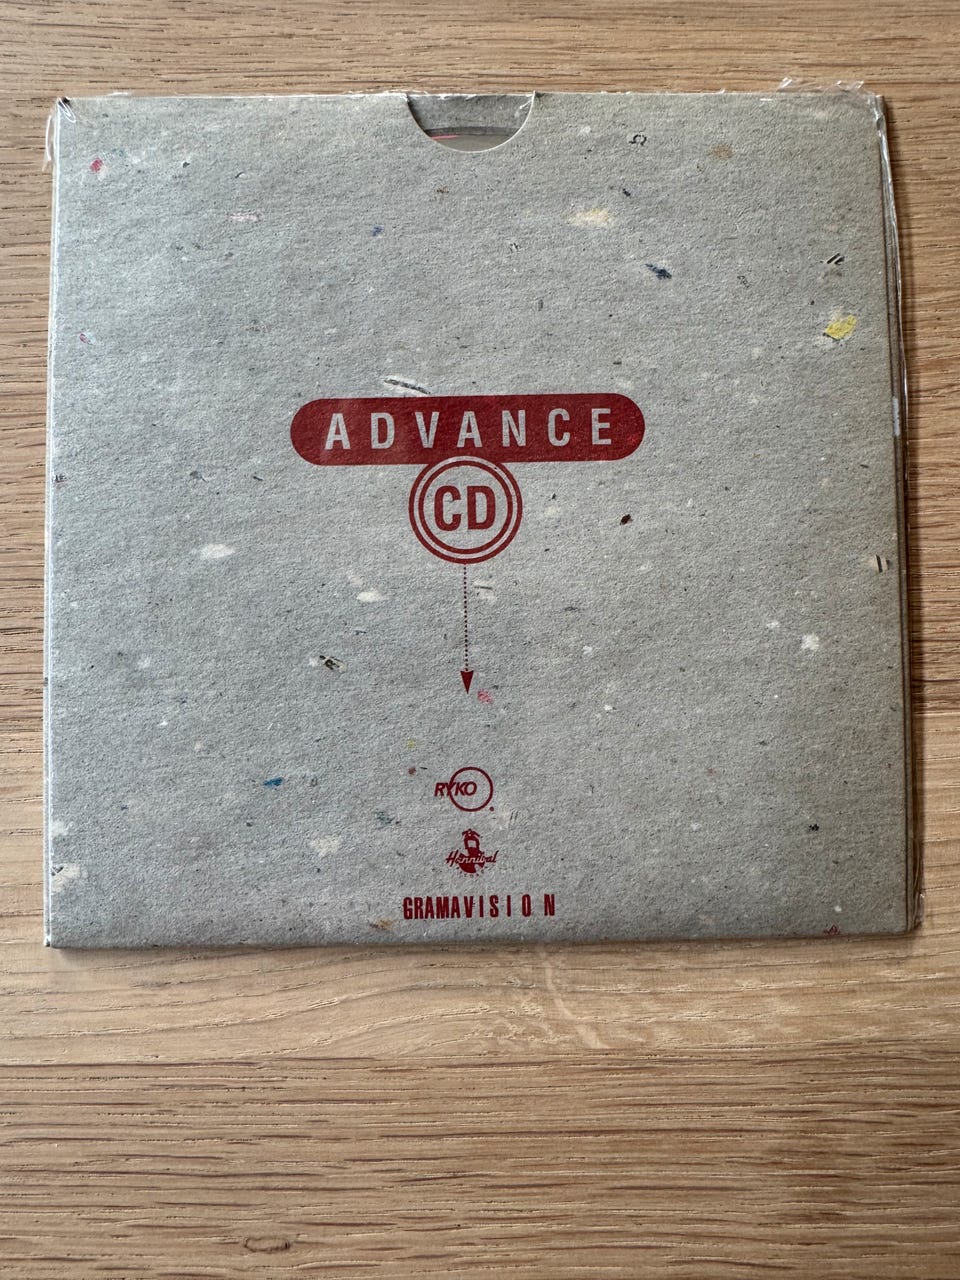 ADVANCE
CD
RYKO
Hannibal
GRAMAVISION